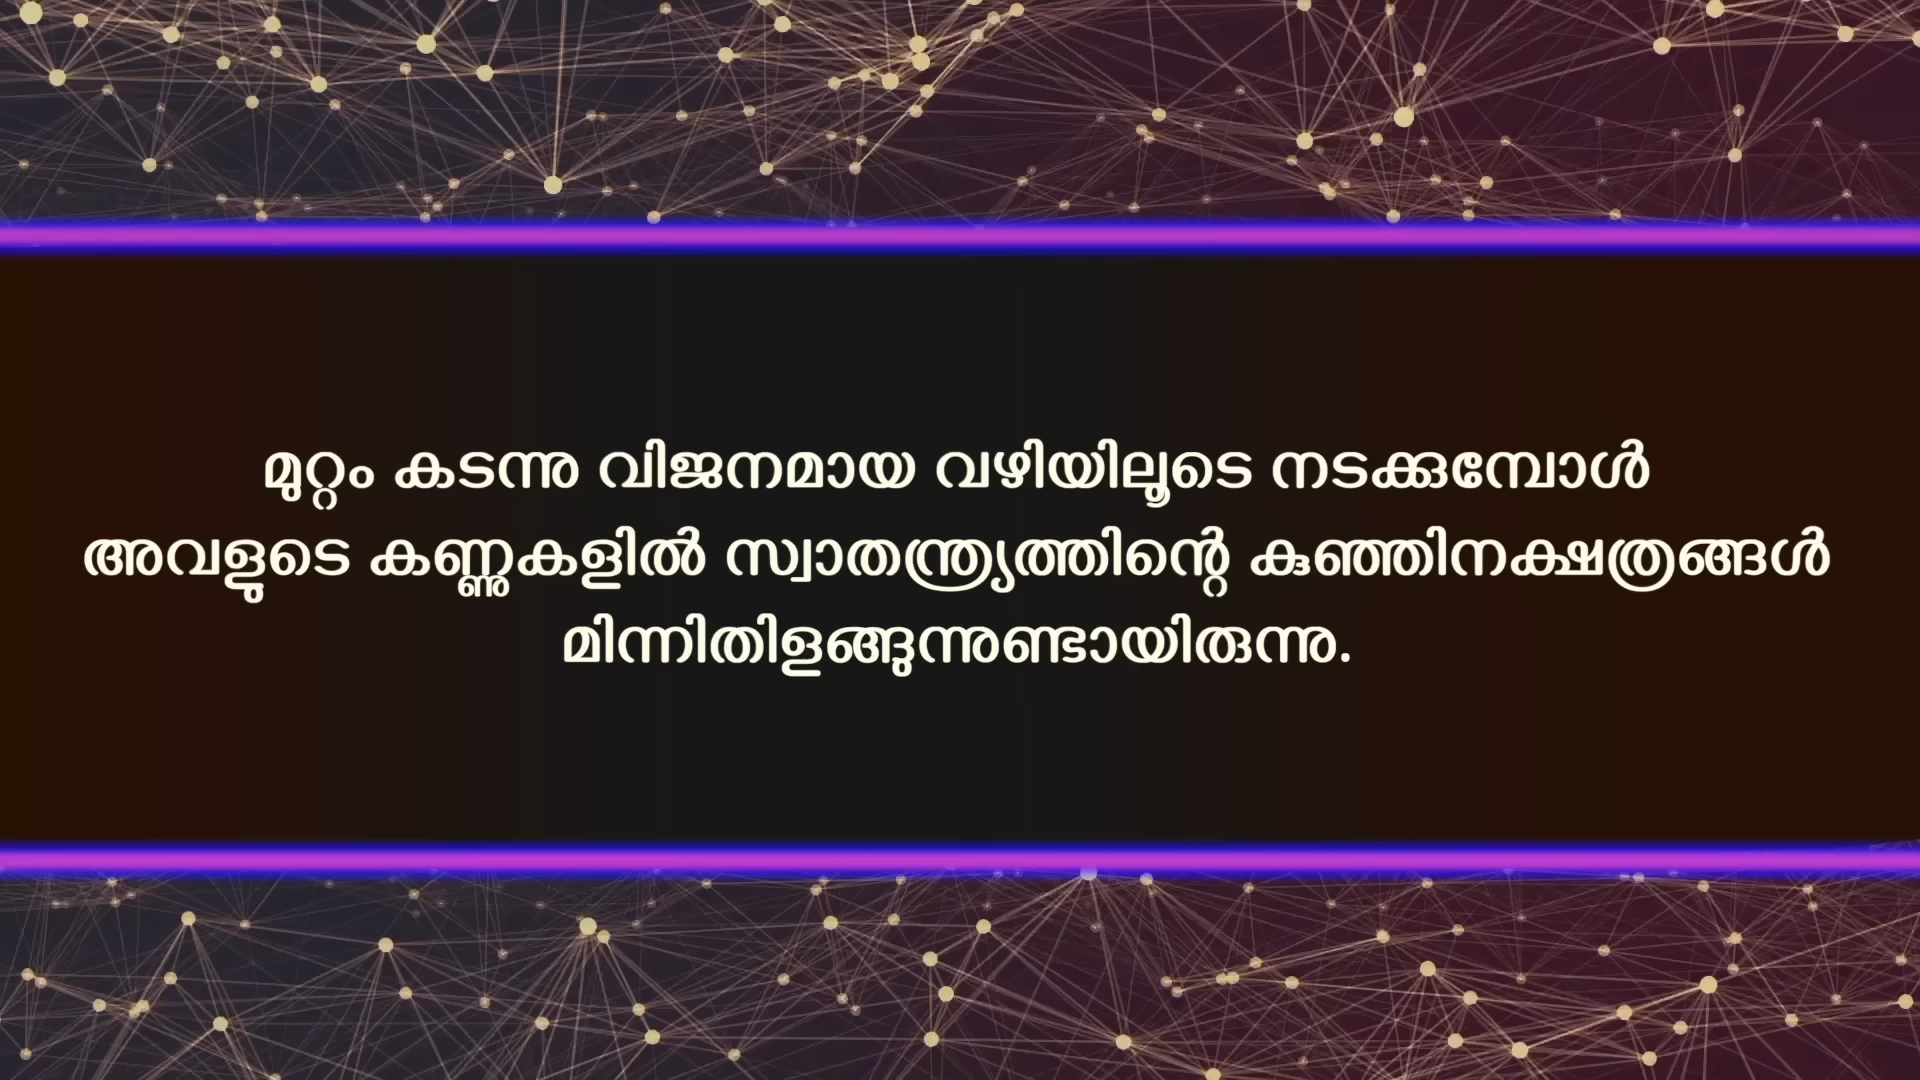 മുറ്റം കടന്നു വിജനമായ വഴിയിലൂടെ നടക്കുമ്പോൾ
അവളുടെ കണ്ണുകളിൽ സ്വാതന്ത്ര്യത്തിന്റെ കുഞ്ഞിനക്ഷത്രങ്ങൾ
മിന്നിതിളങ്ങുന്നുണ്ടായിരുന്നു.